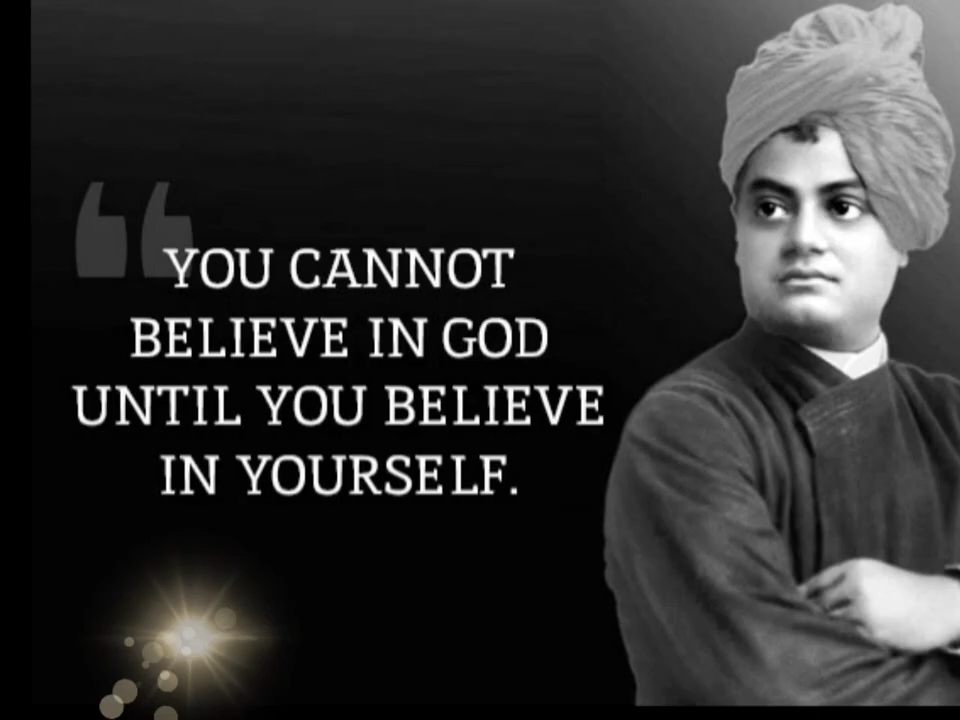 “
YOU CANNOT
BELIEVE IN GOD
UNTIL YOU BELIEVE
IN YOURSELF.